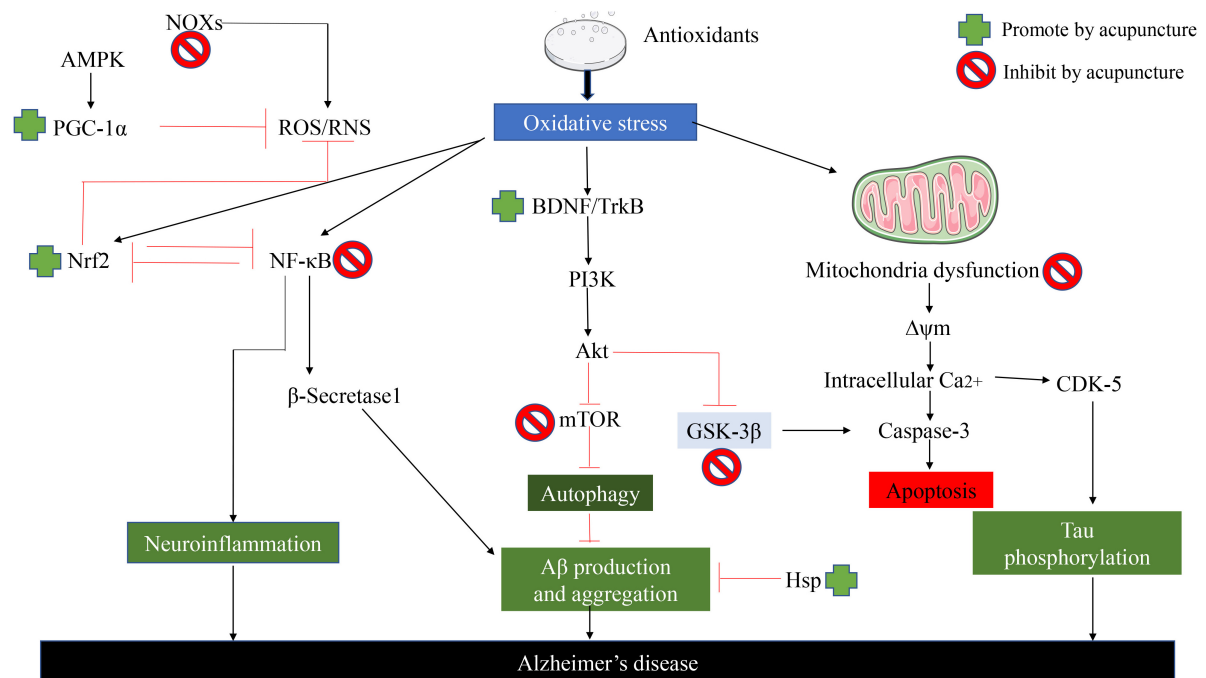 NOXs
Antioxidants
Promote by acupuncture
Inhibit by acupuncture
AMPK
PGC-1α
ROS/RNS
Oxidative stress
BDNF/TrkB
Nrf2
NF-κB
PI3K
Mitochondria dysfunction
Δψm
Akt
Intracellular Ca2+
CDK-5
β-Secretase1
mTOR
GSK-3β
Caspase-3
Autophagy
Apoptosis
Neuroinflammation
Tau
phosphorylation
Aβ production
and aggregation
Hsp
Alzheimer’s disease